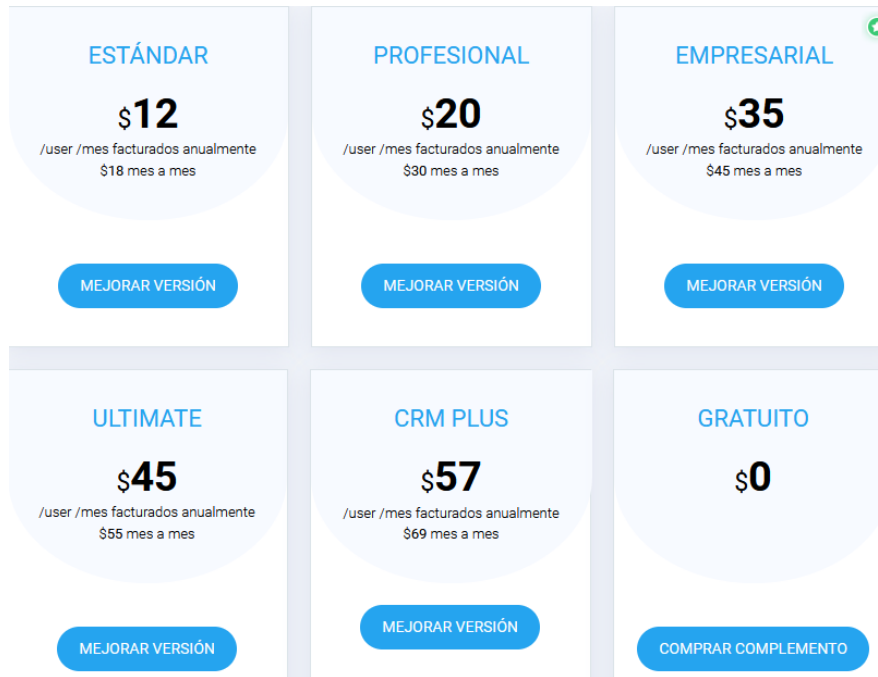 ESTÁNDAR
$12
/user /mes facturados anualmente
$18 mes a mes
MEJORAR VERSIÓN
PROFESIONAL
$20
/user /mes facturados anualmente
$30 mes a mes
MEJORAR VERSIÓN
EMPRESARIAL
$35
/user /mes facturados anualmente
$45 mes a mes
MEJORAR VERSIÓN
ULTIMATE
$45
/user /mes facturados anualmente
$55 mes a mes
MEJORAR VERSIÓN
CRM PLUS
$57
/user /mes facturados anualmente
$69 mes a mes
MEJORAR VERSIÓN
GRATUITO
$0
COMPRAR COMPLEMENTO